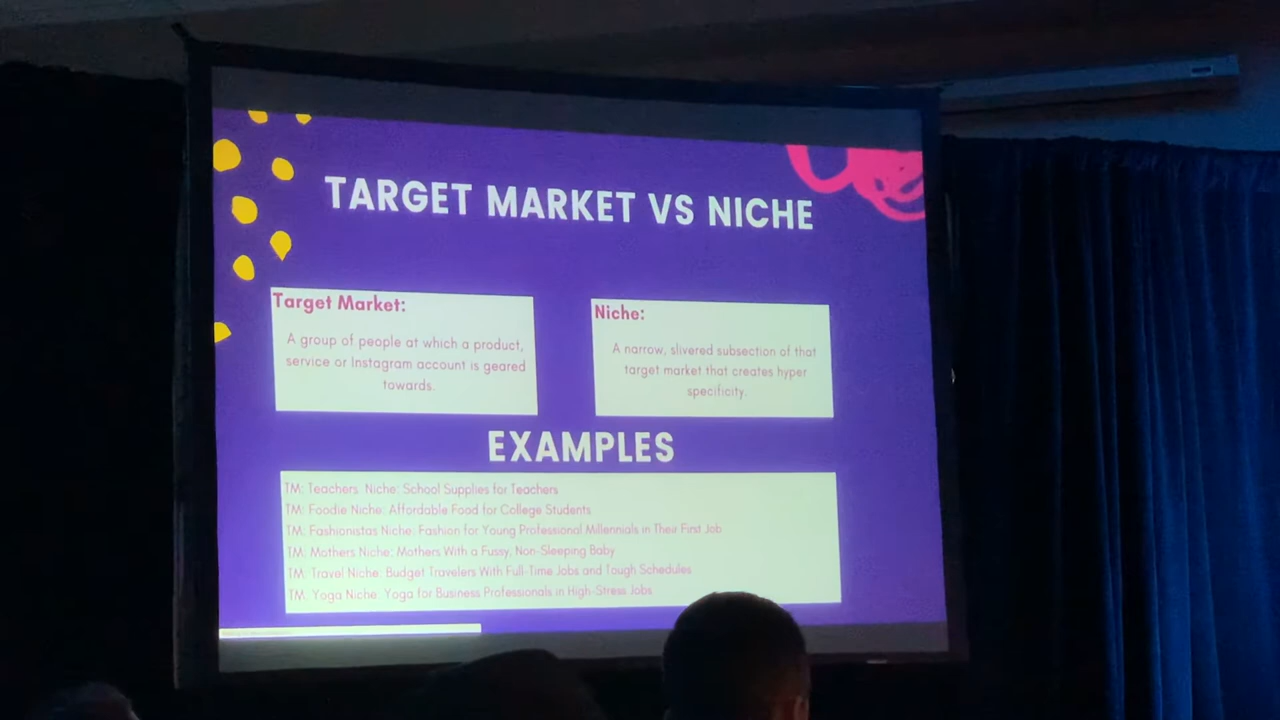 TARGET MARKET VS NICHE
Target Market:
A group of people at which a product,
service or Instagram account is geared
towards.
Niche:
A narrow, slivered subsection of that
target market that creates hyper
specificity.
EXAMPLES
TM: Teachers Niche: School Supplies for Teachers
TM: Foodie Niche: Affordable Food for College Students
TM: Fashionistas Niche: Fashion for Young Professional Millennials in Their First Job
TM: Mothers Niche: Mothers With a Fussy, Non-Sleeping Baby
TM: Travel Niche: Budget Travelers With Full-Time Jobs and Tough Schedules
TM: Yoga Niche: Yoga for Business Professionals in High-Stress Jobs